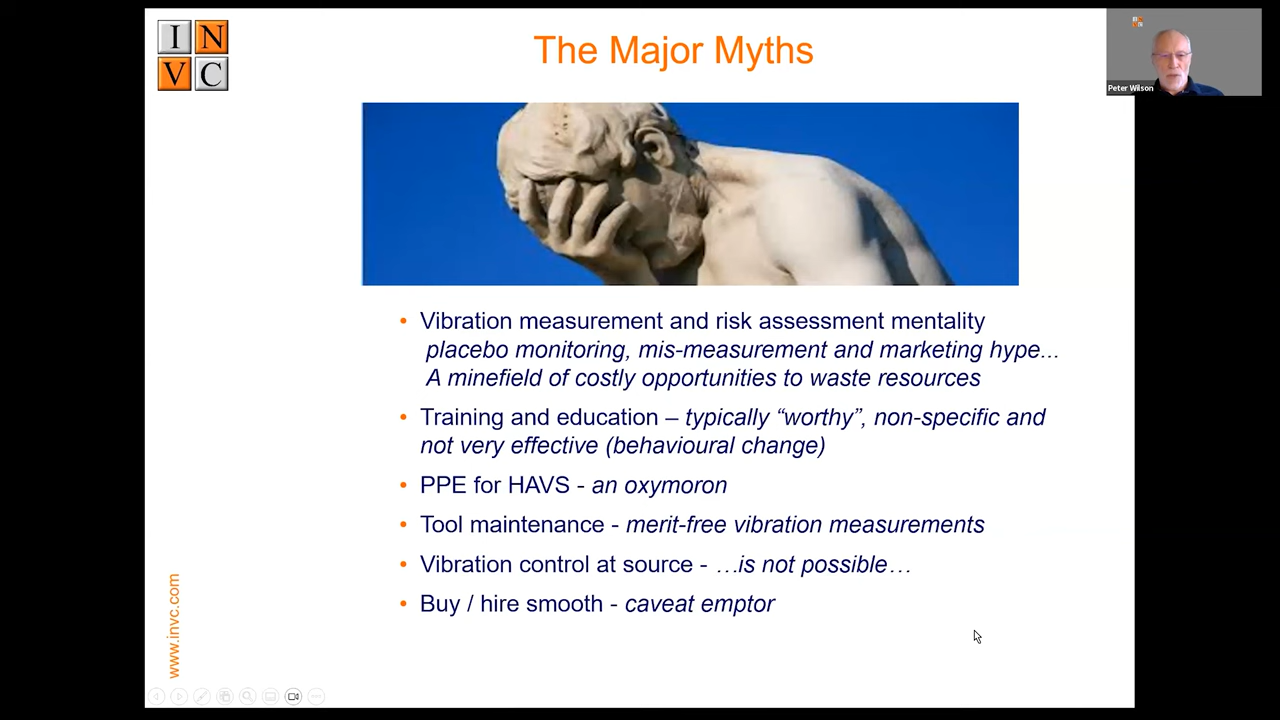 I N
V C
The Major Myths
Peter Wilson
• Vibration measurement and risk assessment mentality
placebo monitoring, mis-measurement and marketing hype...
A minefield of costly opportunities to waste resources
• Training and education – typically “worthy”, non-specific and
not very effective (behavioural change)
• PPE for HAVS - an oxymoron
• Tool maintenance - merit-free vibration measurements
• Vibration control at source - …is not possible…
• Buy / hire smooth - caveat emptor
www.invc.com